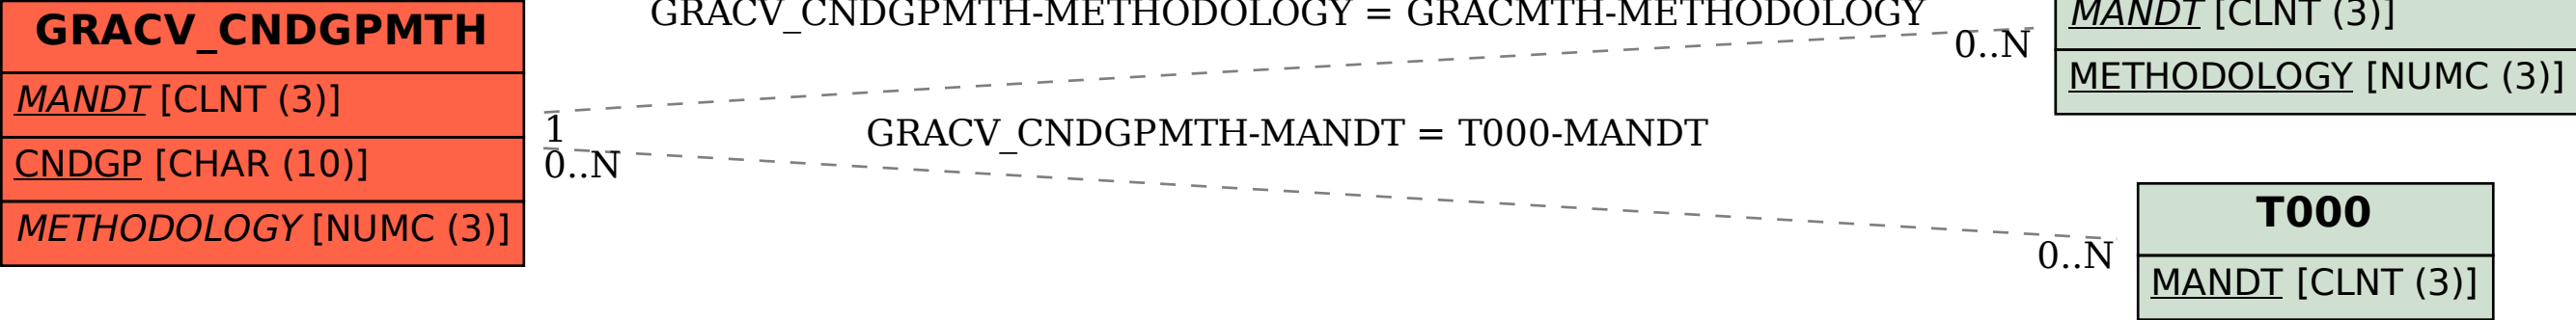 GRACV_CNDGPMTH
MANDT [CLNT (3)]
CNDGP [CHAR (10)]
METHODOLOGY [NUMC (3)]
GRACV_CNDGPMTH-METHODOLOGY = GRACMTH-METHODOLOGY
0..N
1
GRACV_CNDGPMTH-MANDT = T000-MANDT
0..N
0..N
MANDT [CLNT (3)]
METHODOLOGY [NUMC (3)]
T000
MANDT [CLNT (3)]